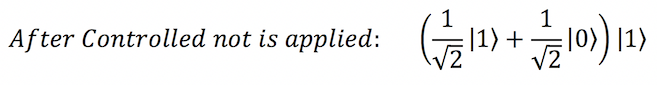 After Controlled not is applied: (1/√2 |1⟩ + 1/√2 |0⟩) |1⟩